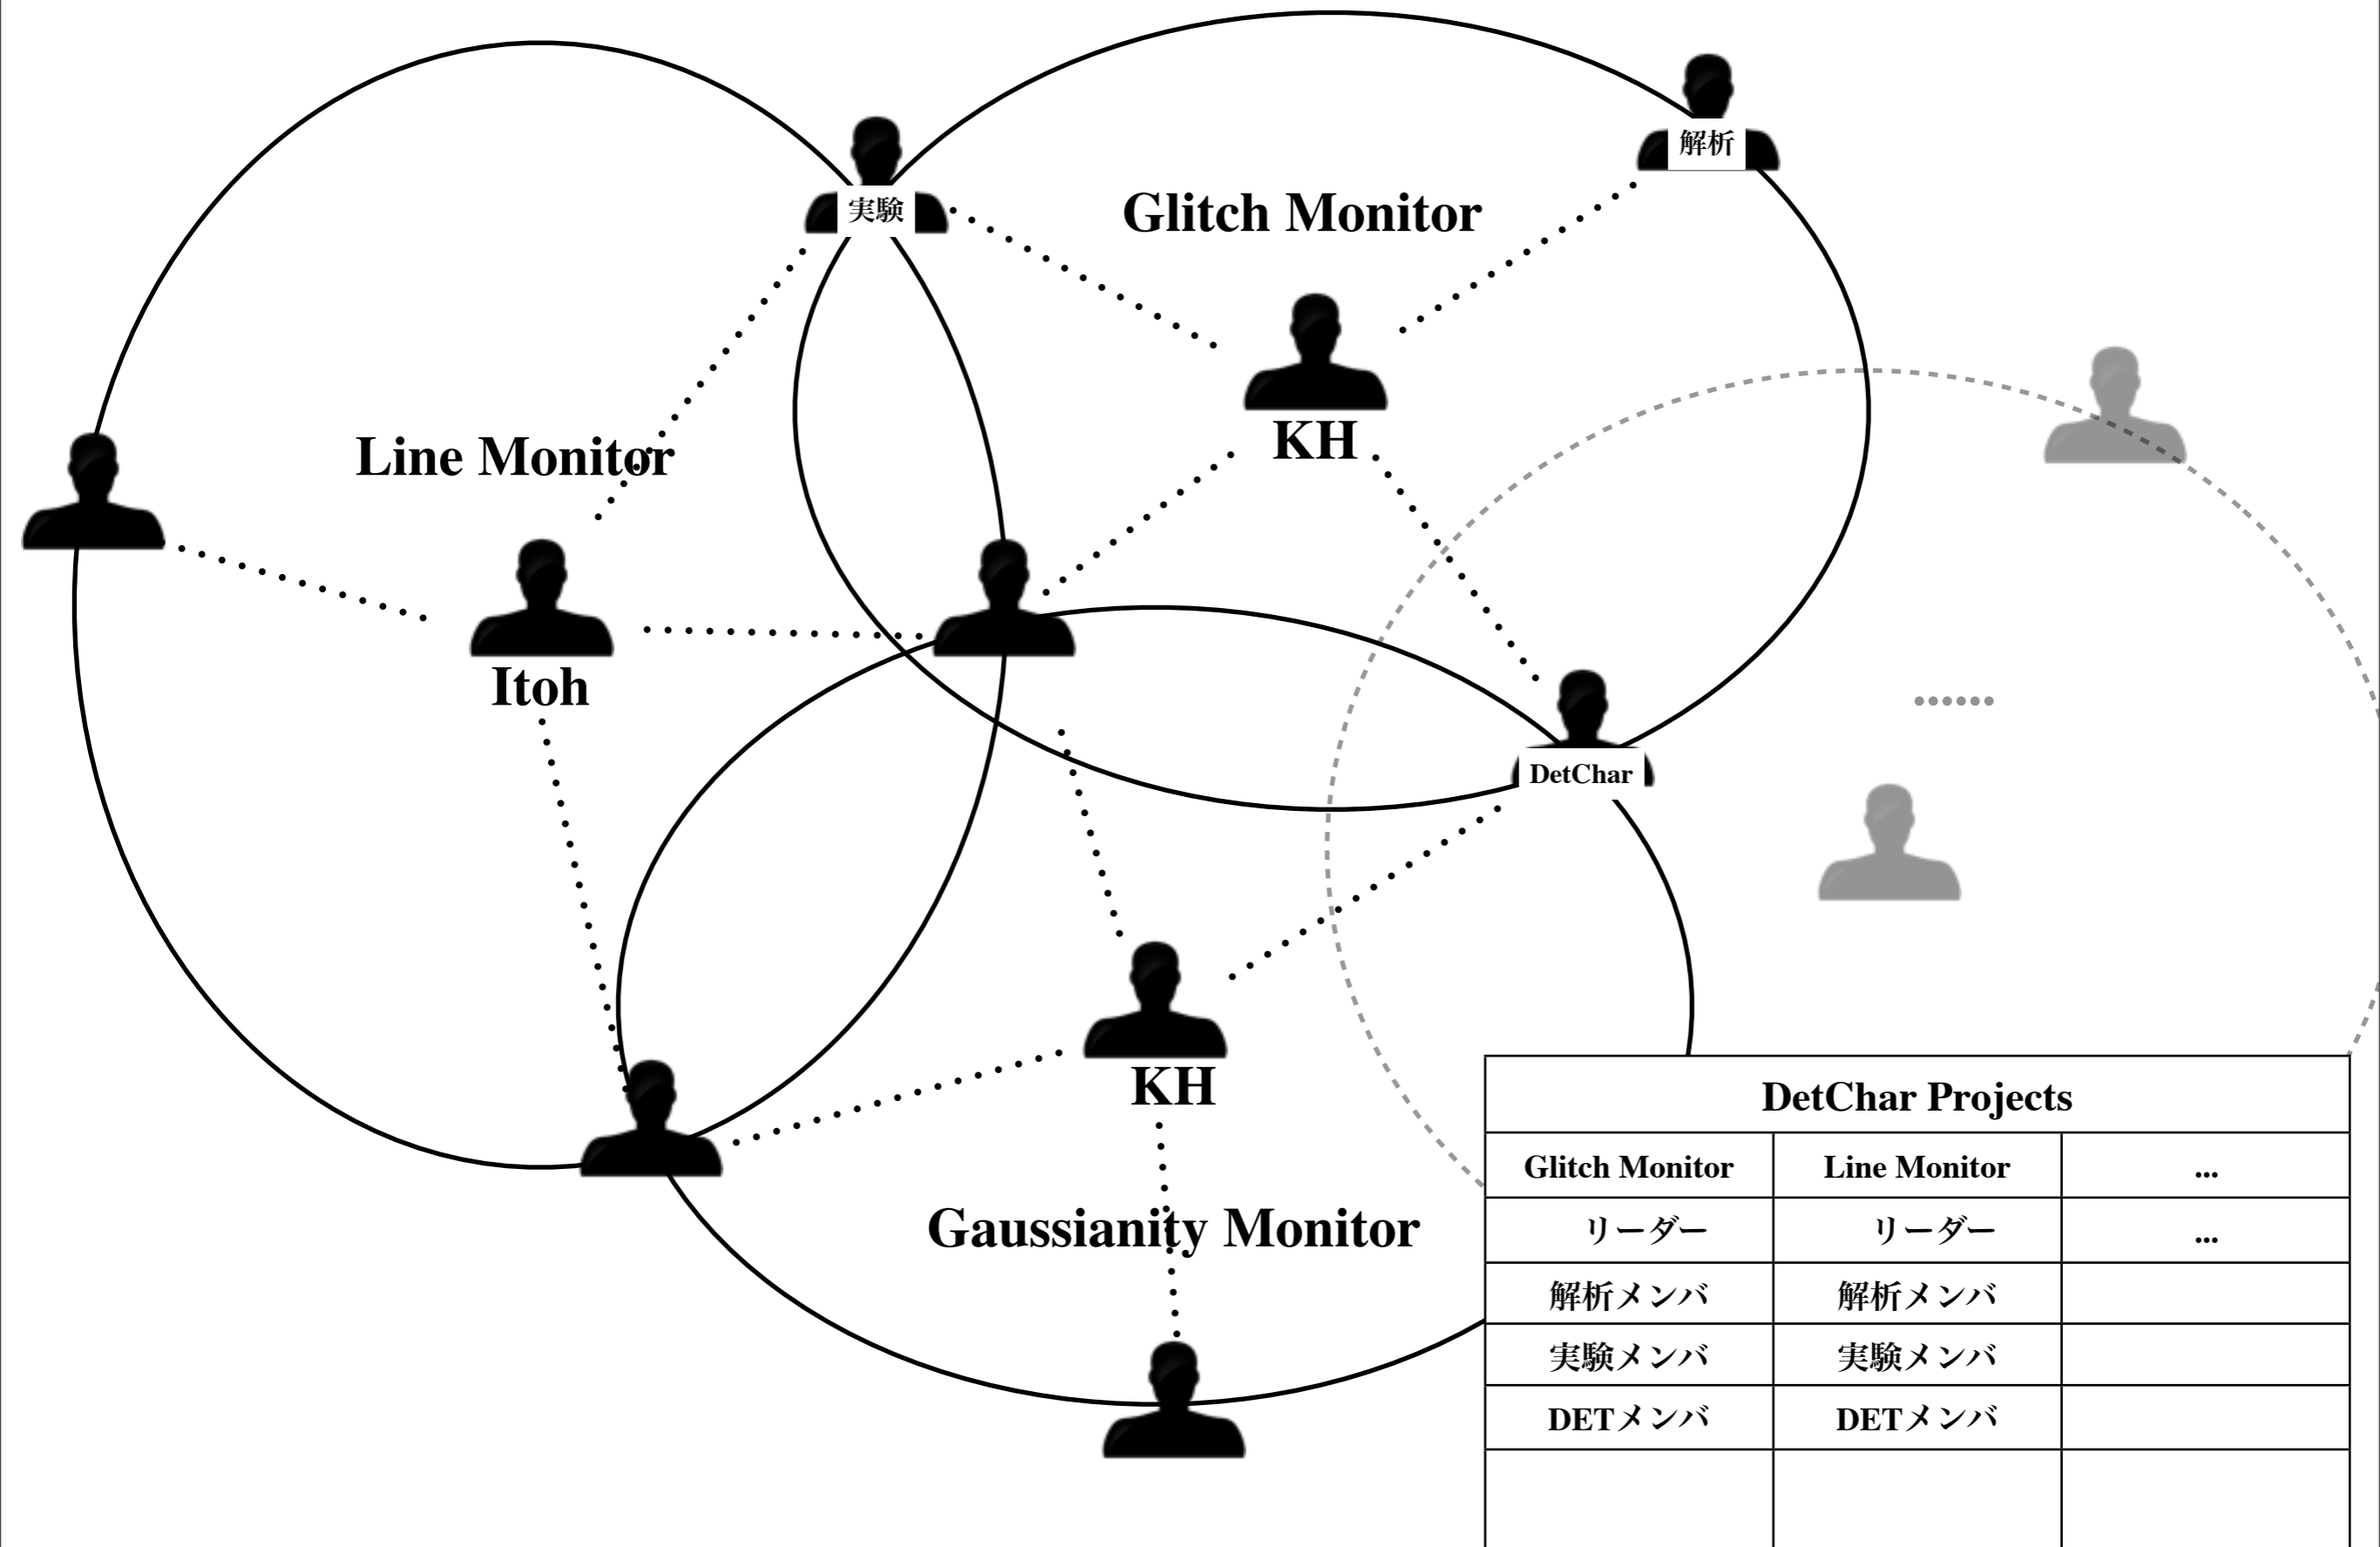 解析
実験
Glitch Monitor
KH
Line Monitor
Itoh
......
DetChar
KH
Gaussianity Monitor
DetChar Projects
Glitch Monitor Line Monitor ...
リーダー リーダー ...
解析メンバ 解析メンバ
実験メンバ 実験メンバ
DETメンバ DETメンバ